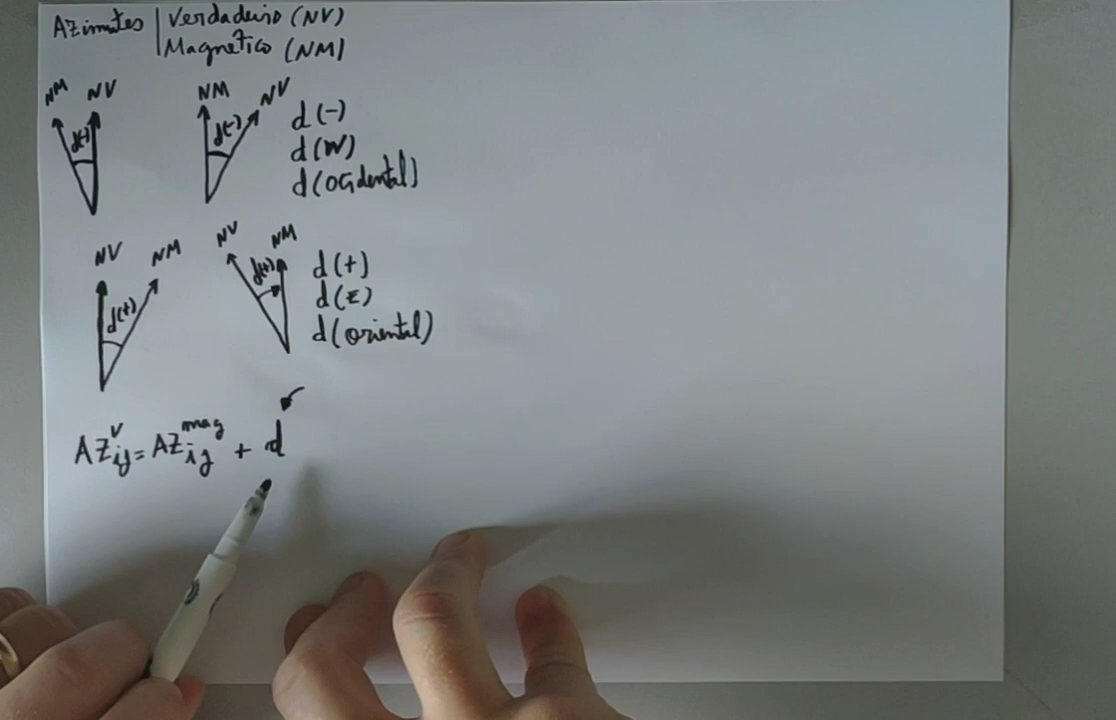 Azimutes | Verdadeiro (NV)
Magnético (NM)
NM NV
d(-)
NM NV
d(-)
d (-)
d (W)
d (ocidental)
NV NM
d(+)
NV NM
d(+)
d (+)
d (E)
d (oriental)
AZ^v_ij = AZ^mag_ij + d